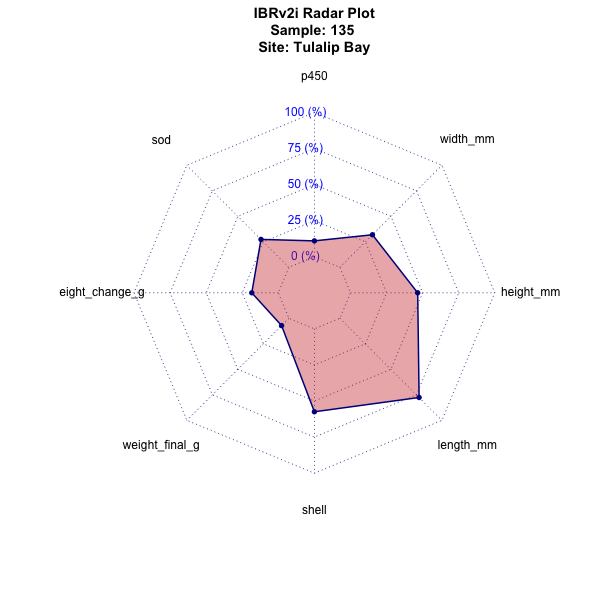 IBRv2i Radar Plot
Sample: 135
Site: Tulalip Bay
p450
100 (%)
sod
width_mm
75 (%)
50 (%)
25 (%)
0 (%)
eight_change_g
height_mm
weight_final_g
length_mm
shell